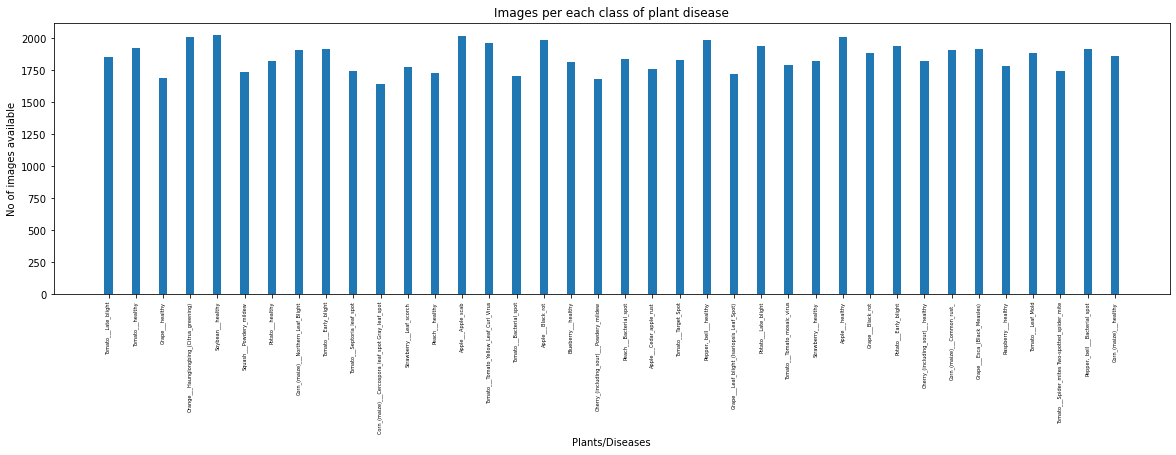 Images per each class of plant disease
No of images available
2000
1750
1500
1250
1000
750
500
250
0
Tomato___Late_blight
Tomato___healthy
Grape___healthy
Orange___Haunglongbing_(Citrus_greening)
Soybean___healthy
Squash___Powdery_mildew
Potato___healthy
Corn_(maize)___Northern_Leaf_Blight
Tomato___Early_blight
Tomato___Septoria_leaf_spot
Corn_(maize)___Cercospora_leaf_spot Gray_leaf_spot
Strawberry___Leaf_scorch
Peach___healthy
Apple___Apple_scab
Tomato___Tomato_Yellow_Leaf_Curl_Virus
Tomato___Bacterial_spot
Apple___Black_rot
Blueberry___healthy
Cherry_(including_sour)___Powdery_mildew
Peach___Bacterial_spot
Apple___Cedar_apple_rust
Tomato___Target_Spot
Pepper,_bell___healthy
Grape___Leaf_blight_(Isariopsis_Leaf_Spot)
Potato___Late_blight
Tomato___Tomato_mosaic_virus
Strawberry___healthy
Apple___healthy
Grape___Black_rot
Potato___Early_blight
Cherry_(including_sour)___healthy
Corn_(maize)___Common_rust_
Grape___Esca_(Black_Measles)
Raspberry___healthy
Tomato___Leaf_Mold
Tomato___Spider_mites Two-spotted_spider_mite
Pepper,_bell___Bacterial_spot
Corn_(maize)___healthy
Plants/Diseases